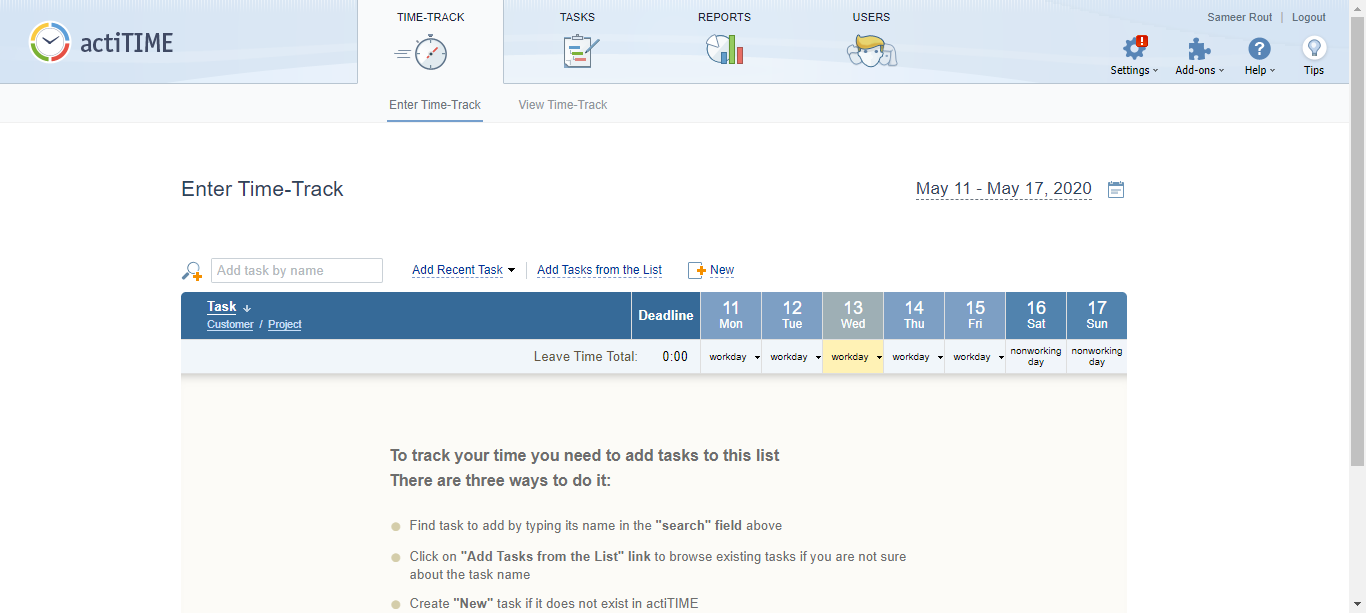 actiTIME
TIME-TRACK
TASKS
REPORTS
USERS
Sameer Rout | Logout
Settings
Add-ons
Help
Tips
Enter Time-Track
View Time-Track
Enter Time-Track
May 11 - May 17, 2020
Add task by name
Add Recent Task
Add Tasks from the List
New
Task
Customer / Project
Deadline
11
Mon
12
Tue
13
Wed
14
Thu
15
Fri
16
Sat
17
Sun
Leave Time Total: 0:00
workday
workday
workday
workday
workday
nonworking
day
nonworking
day
To track your time you need to add tasks to this list
There are three ways to do it:
Find task to add by typing its name in the "search" field above
Click on "Add Tasks from the List" link to browse existing tasks if you are not sure
about the task name
Create "New" task if it does not exist in actiTIME